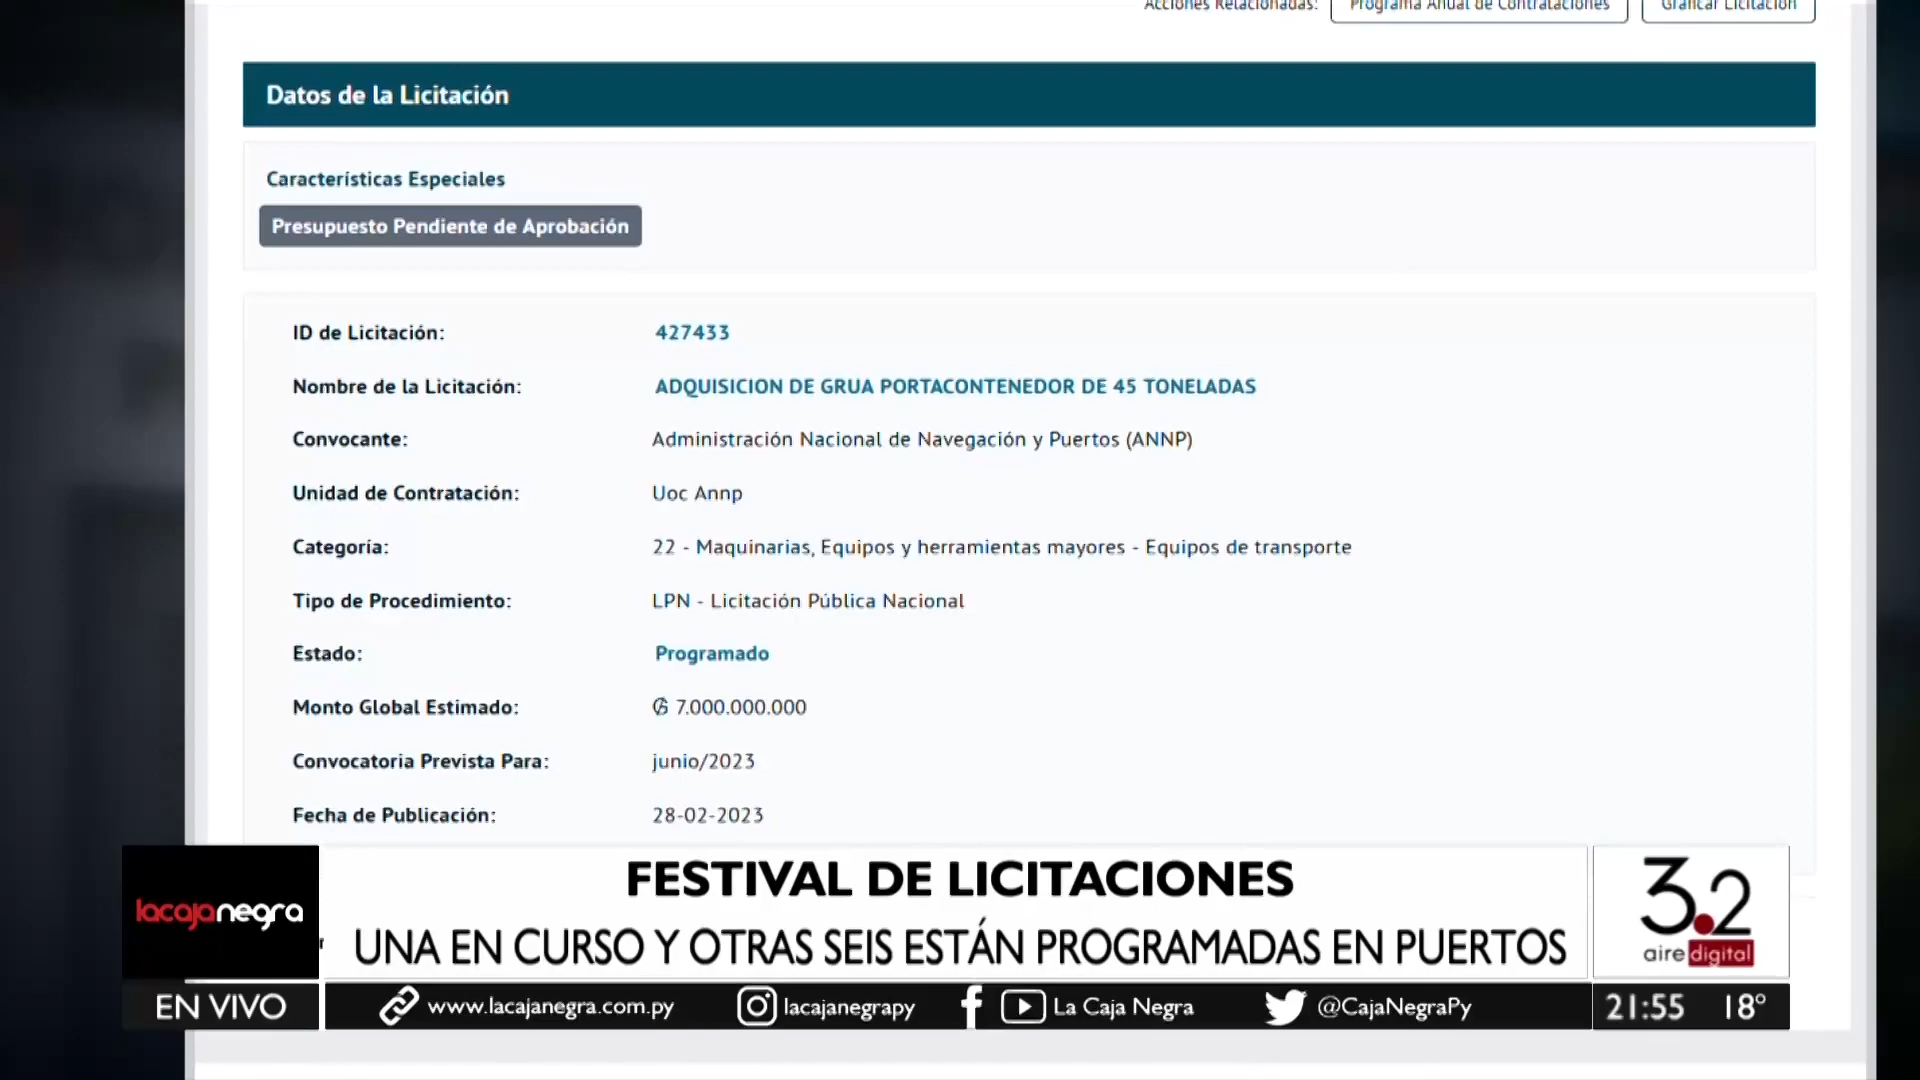 Acciones Relacionadas: Programa Anual de Contrataciones Graficar Licitación
Datos de la Licitación
Características Especiales
Presupuesto Pendiente de Aprobación
ID de Licitación: 427433
Nombre de la Licitación: ADQUISICION DE GRUA PORTACONTENEDOR DE 45 TONELADAS
Convocante: Administración Nacional de Navegación y Puertos (ANNP)
Unidad de Contratación: Uoc Annp
Categoría: 22 - Maquinarias, Equipos y herramientas mayores - Equipos de transporte
Tipo de Procedimiento: LPN - Licitación Pública Nacional
Estado: Programado
Monto Global Estimado: ₲ 7.000.000.000
Convocatoria Prevista Para: junio/2023
Fecha de Publicación: 28-02-2023
lacajanegra
FESTIVAL DE LICITACIONES
UNA EN CURSO Y OTRAS SEIS ESTÁN PROGRAMADAS EN PUERTOS
3.2
aire digital
EN VIVO
www.lacajanegra.com.py lacajanegrapy La Caja Negra @CajaNegraPy
21:55 18°